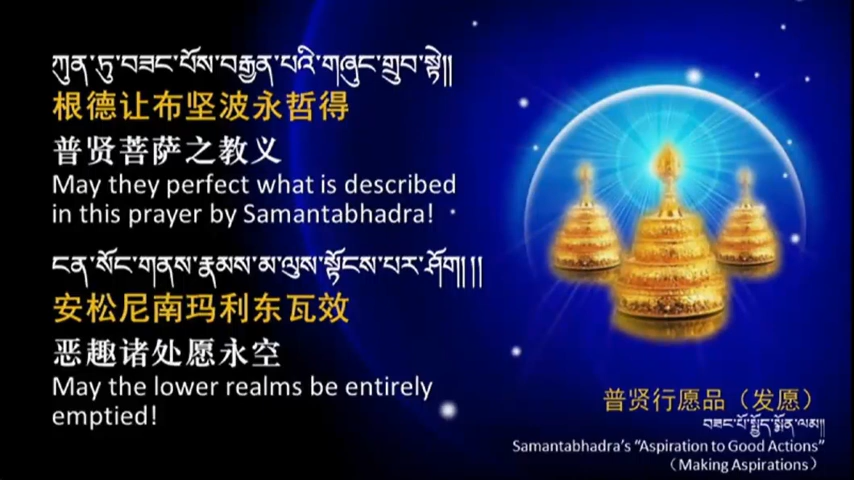 ཀུན་ཏུ་བཟང་པོས་བརྒྱན་པའི་གཞུང་གྲུབ་སྟེ།།
根德让布坚波永哲得
普贤菩萨之教义
May they perfect what is described
in this prayer by Samantabhadra!
ངན་སོང་གནས་རྣམས་མ་ལུས་སྟོངས་པར་ཤོག། །།
安松尼南玛利东瓦效
恶趣诸处愿永空
May the lower realms be entirely
emptied!
普贤行愿品（发愿）
བཟང་པོ་སྤྱོད་སྨོན་ལམ།།
Samantabhadra's “Aspiration to Good Actions”
（Making Aspirations）